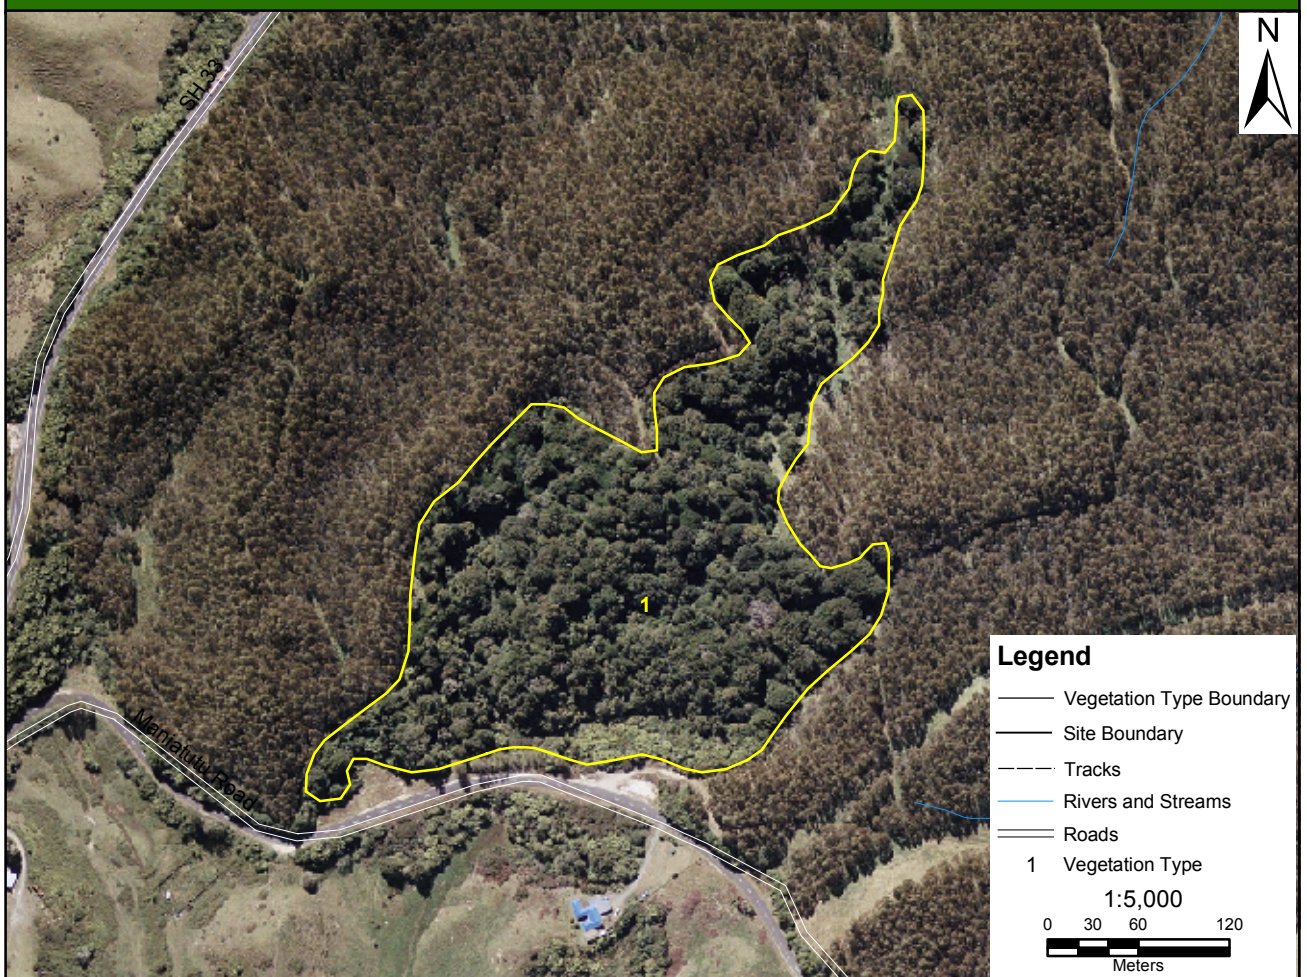 N
SH 33
1
Maniatutu Road
Legend
Vegetation Type Boundary
Site Boundary
Tracks
Rivers and Streams
Roads
1 Vegetation Type
1:5,000
0 30 60 120
Meters